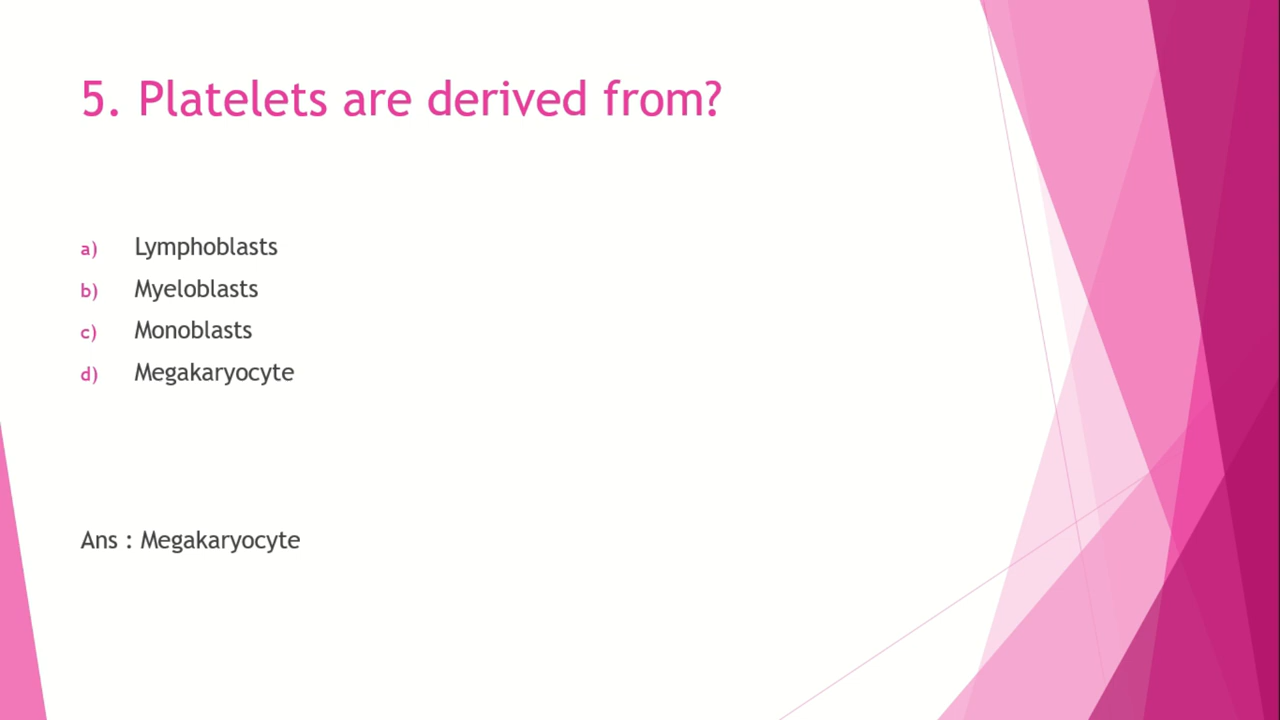 5. Platelets are derived from?
a) Lymphoblasts
b) Myeloblasts
c) Monoblasts
d) Megakaryocyte
Ans : Megakaryocyte